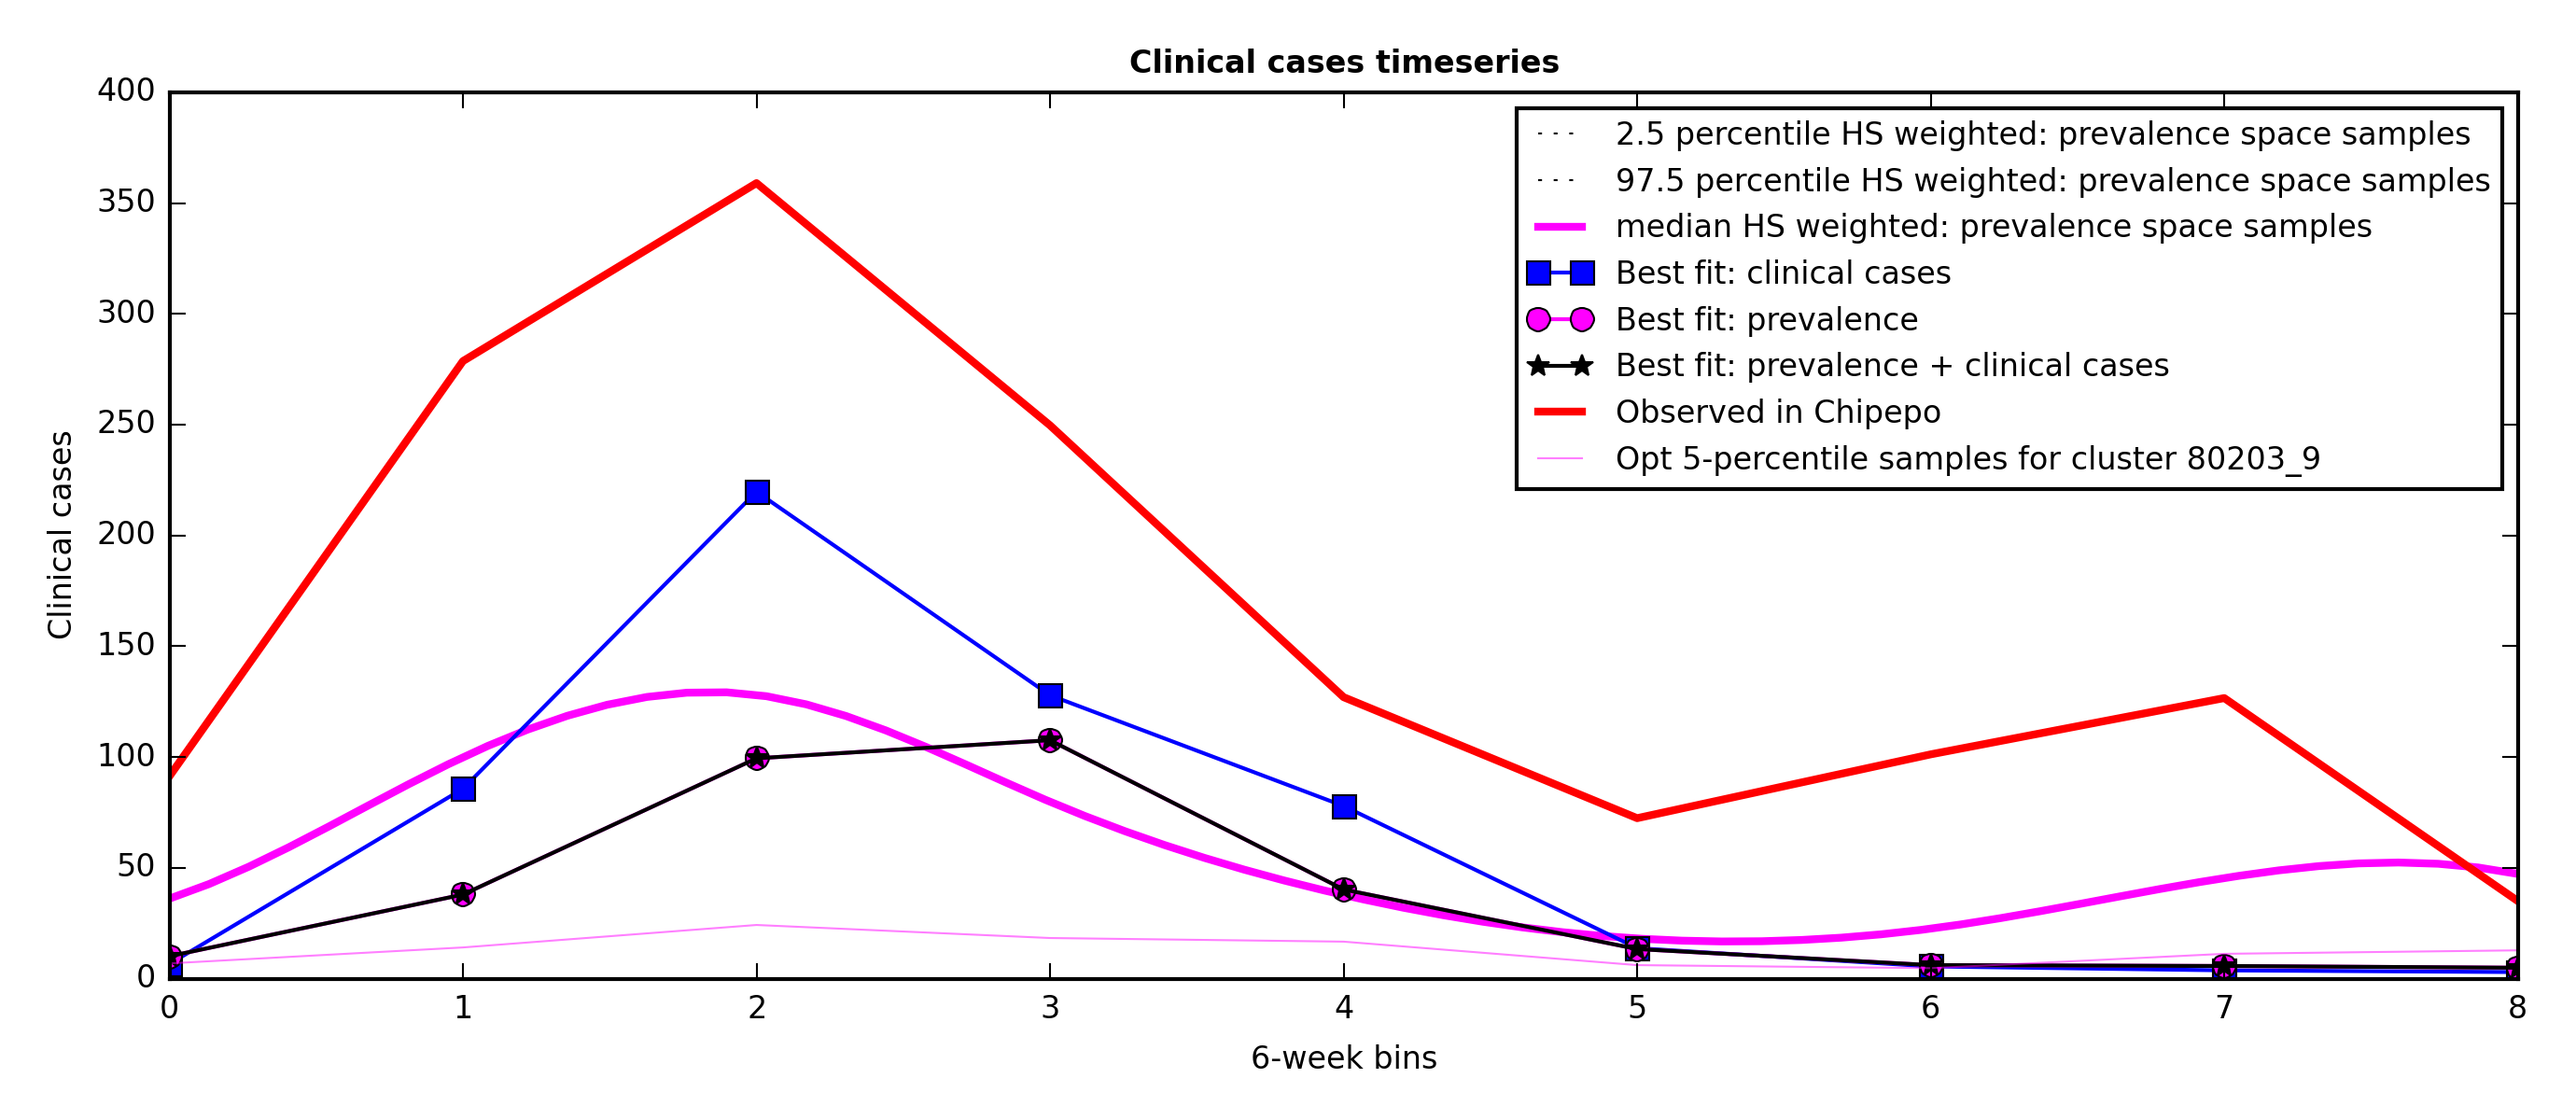 Clinical cases timeseries
400
350
300
250
200
150
100
50
0
Clinical cases
2.5 percentile HS weighted: prevalence space samples
97.5 percentile HS weighted: prevalence space samples
median HS weighted: prevalence space samples
Best fit: clinical cases
Best fit: prevalence
Best fit: prevalence + clinical cases
Observed in Chipepo
Opt 5-percentile samples for cluster 80203_9
0 1 2 3 4 5 6 7 8
6-week bins